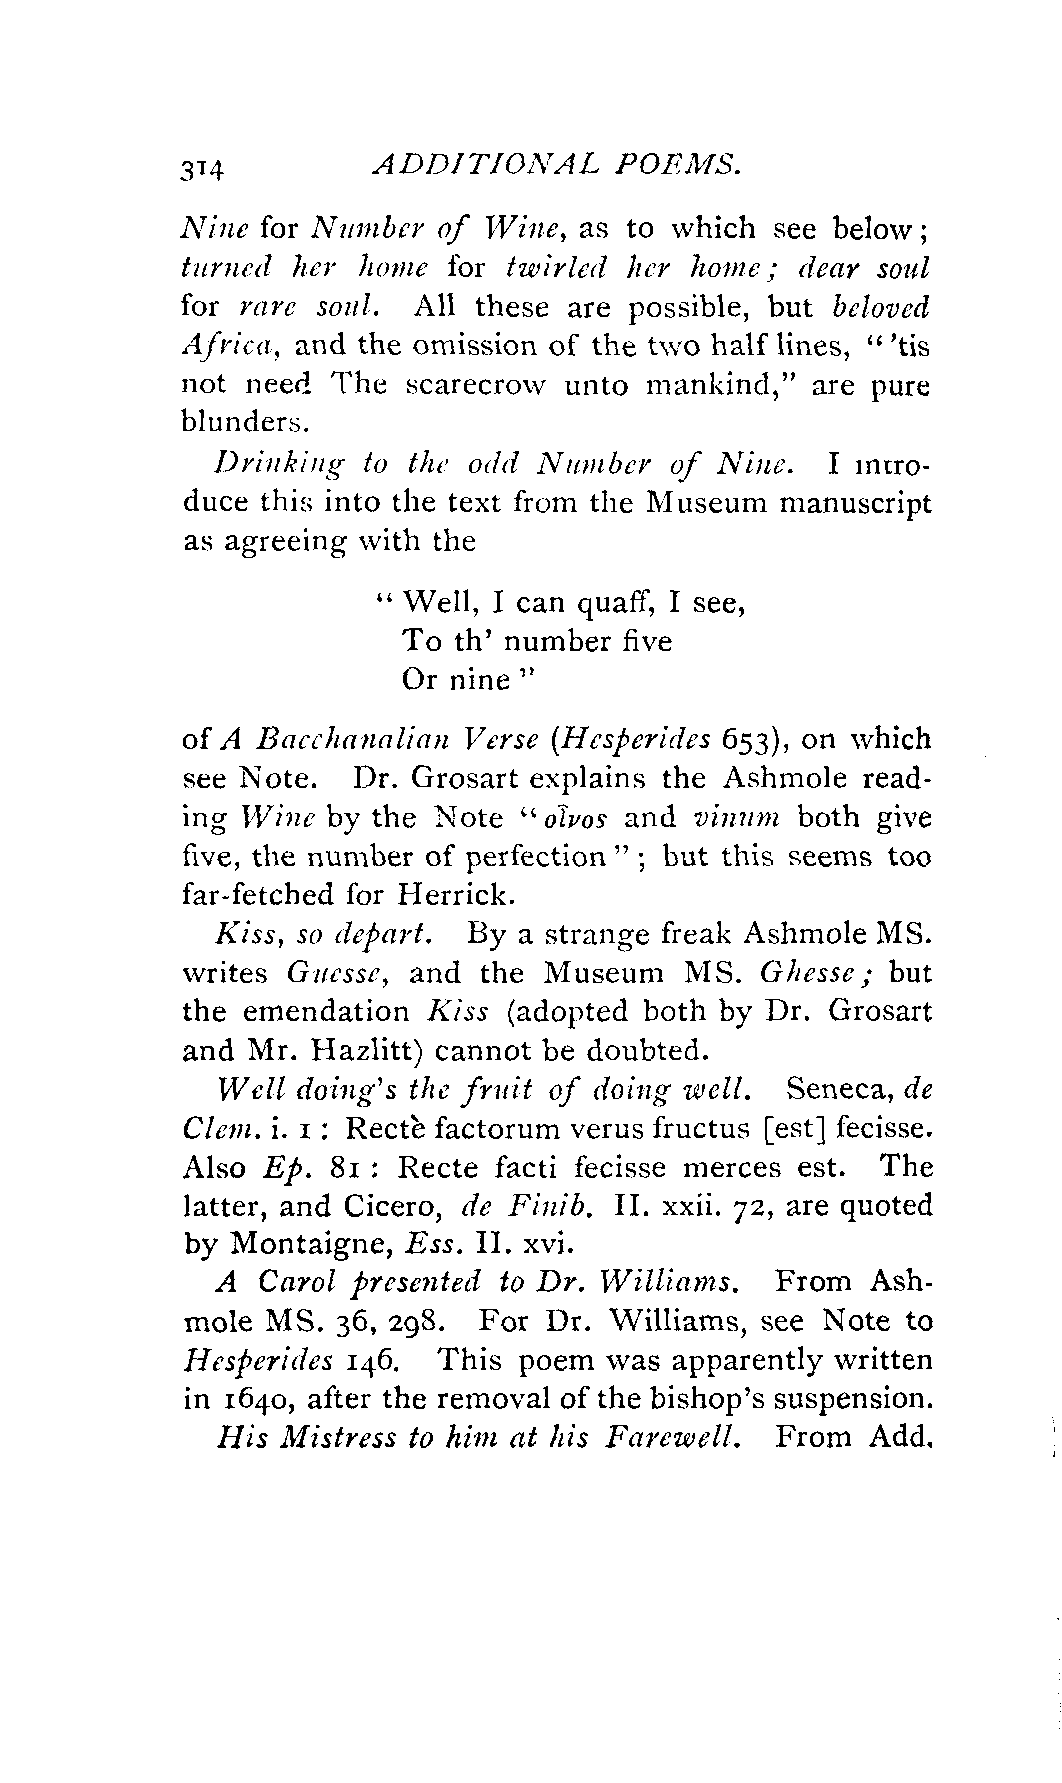 314 ADDITIONAL POEMS.
Nine for Number of Wine, as to which see below;
turned her home for twirled her home; dear soul
for rare soul. All these are possible, but beloved
Africa, and the omission of the two half lines, “’tis
not need The scarecrow unto mankind,” are pure
blunders.
Drinking to the odd Number of Nine. I intro-
duce this into the text from the Museum manuscript
as agreeing with the
“Well, I can quaff, I see,
To th’ number five
Or nine”
of A Bacchanalian Verse (Hesperides 653), on which
see Note. Dr. Grosart explains the Ashmole read-
ing Wine by the Note “οἶνος and vinum both give
five, the number of perfection”; but this seems too
far-fetched for Herrick.
Kiss, so depart. By a strange freak Ashmole MS.
writes Guesse, and the Museum MS. Ghesse; but
the emendation Kiss (adopted both by Dr. Grosart
and Mr. Hazlitt) cannot be doubted.
Well doing’s the fruit of doing well. Seneca, de
Clem. i. 1: Rectè factorum verus fructus [est] fecisse.
Also Ep. 81: Recte facti fecisse merces est. The
latter, and Cicero, de Finib. II. xxii. 72, are quoted
by Montaigne, Ess. II. xvi.
A Carol presented to Dr. Williams. From Ash-
mole MS. 36, 298. For Dr. Williams, see Note to
Hesperides 146. This poem was apparently written
in 1640, after the removal of the bishop’s suspension.
His Mistress to him at his Farewell. From Add.